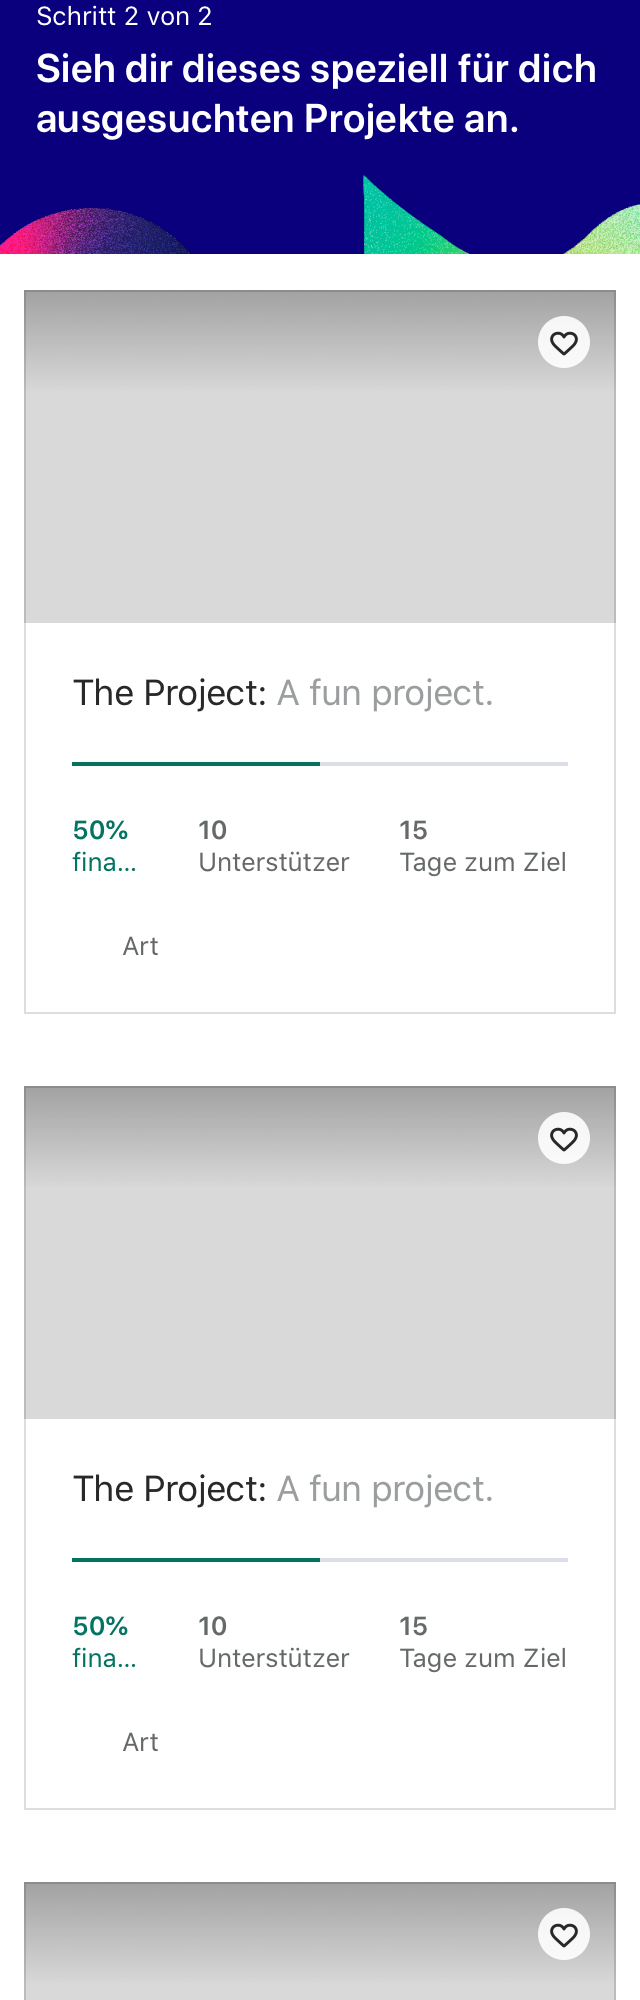 Schritt 2 von 2
Sieh dir dieses speziell für dich
ausgesuchten Projekte an.
The Project: A fun project.
50%
fina...
10
Unterstützer
15
Tage zum Ziel
Art
The Project: A fun project.
50%
fina...
10
Unterstützer
15
Tage zum Ziel
Art